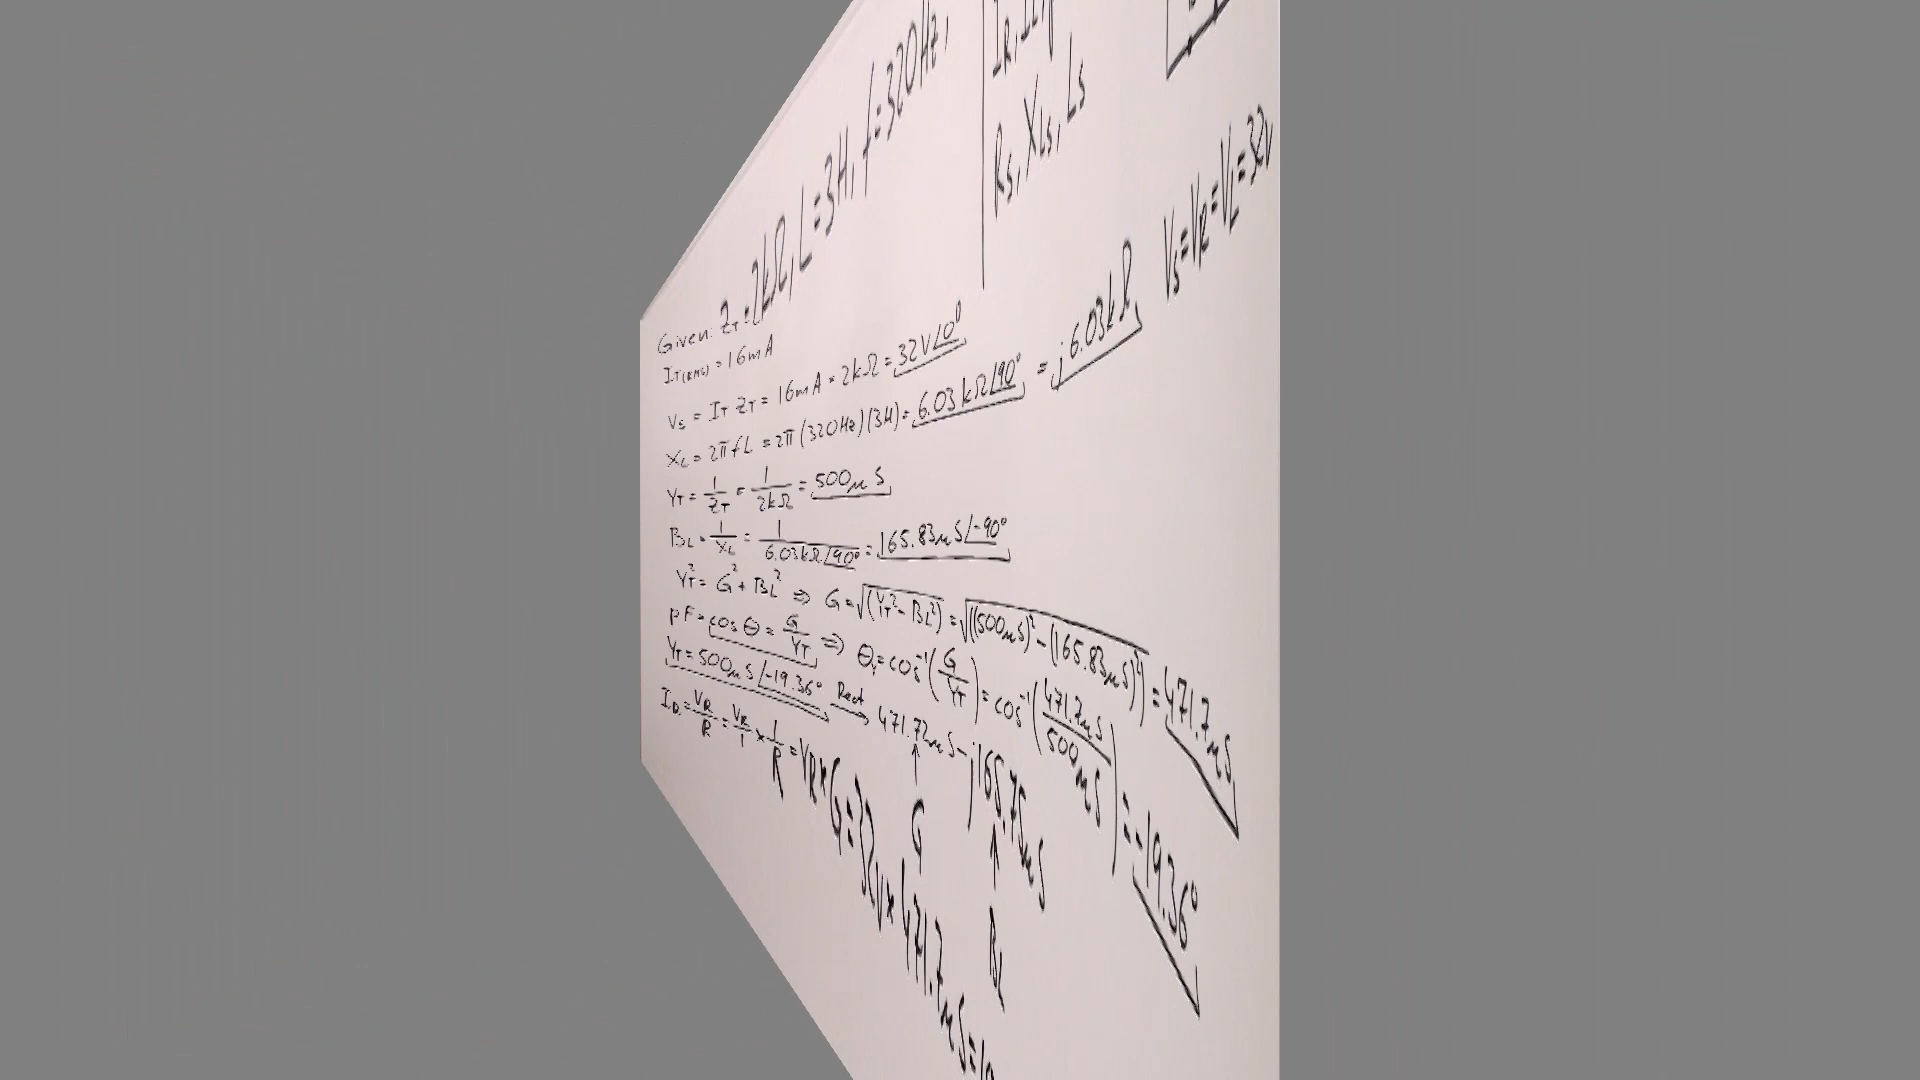 Given: ZT = 2kΩ, L = 3H, f = 320Hz,
IT(RMS) = 16mA
IR, IL,
RS, XLS, LS
VS = IT ZT = 16mA × 2kΩ = 32V∠0°
VS = VR = VL = 32V
XL = 2πfL = 2π(320Hz)(3H) = 6.03kΩ∠90° = j6.03kΩ
YT = 1/ZT = 1/2kΩ = 500μS
BL = 1/XL = 1/6.03kΩ∠90° = 165.83μS∠-90°
YT² = G² + BL² ⇒ G = √(YT² - BL²) = √((500μS)² - (165.83μS)²) = 471.7μS
PF = cos θ = G/YT ⇒ θY = cos⁻¹(G/YT) = cos⁻¹(471.7μS/500μS) = -19.36°
YT = 500μS∠-19.36° Rect → 471.72μS - j165.75μS
↑ ↑
G BL
IR = VR/R = VR/1 × 1/R = VR × G = 32V × 471.7μS =